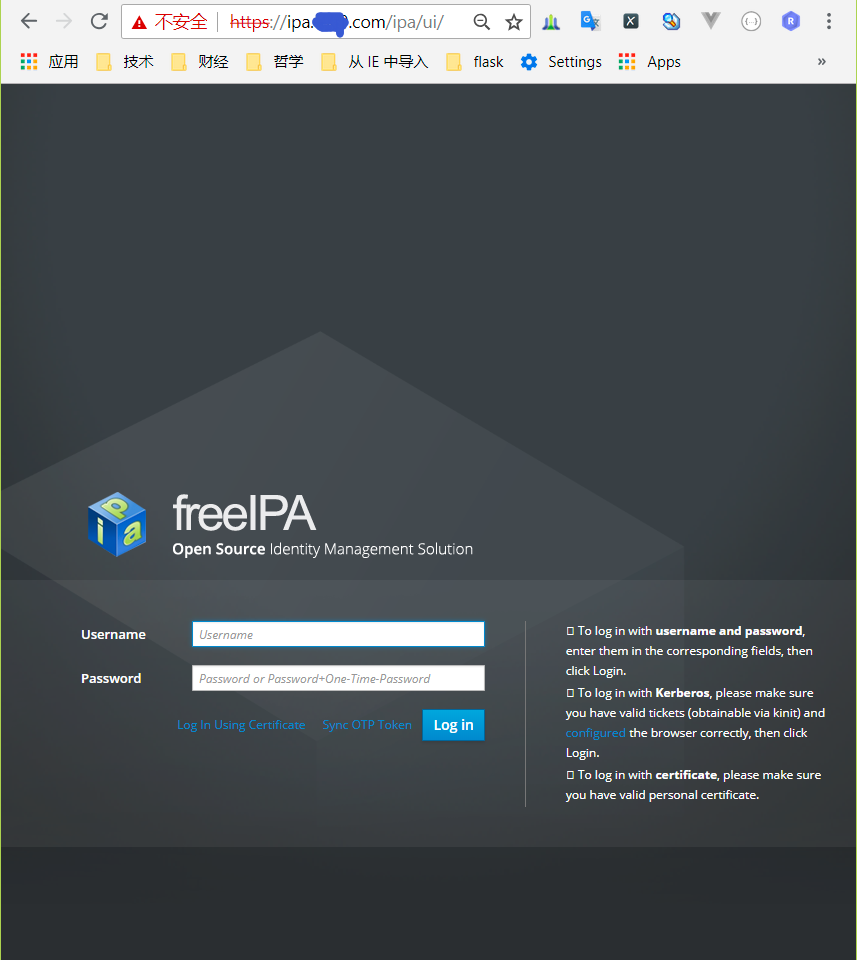 不安全 https://ipa. .com/ipa/ui/
应用 技术 财经 哲学 从 IE 中导入 flask Settings Apps »
ipa
freeIPA
Open Source Identity Management Solution
Username Username
Password Password or Password+One-Time-Password
Log In Using Certificate Sync OTP Token Log in
To log in with username and password,
enter them in the corresponding fields, then
click Login.
To log in with Kerberos, please make sure
you have valid tickets (obtainable via kinit) and
configured the browser correctly, then click
Login.
To log in with certificate, please make sure
you have valid personal certificate.